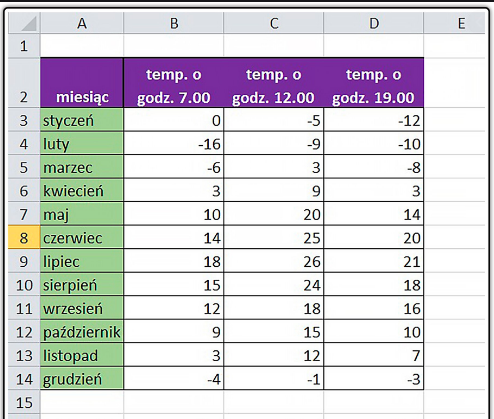 A B C D E
1
temp. o temp. o temp. o
2 miesiąc godz. 7.00 godz. 12.00 godz. 19.00
3 styczeń 0 -5 -12
4 luty -16 -9 -10
5 marzec -6 3 -8
6 kwiecień 3 9 3
7 maj 10 20 14
8 czerwiec 14 25 20
9 lipiec 18 26 21
10 sierpień 15 24 18
11 wrzesień 12 18 16
12 październik 9 15 10
13 listopad 3 12 7
14 grudzień -4 -1 -3
15